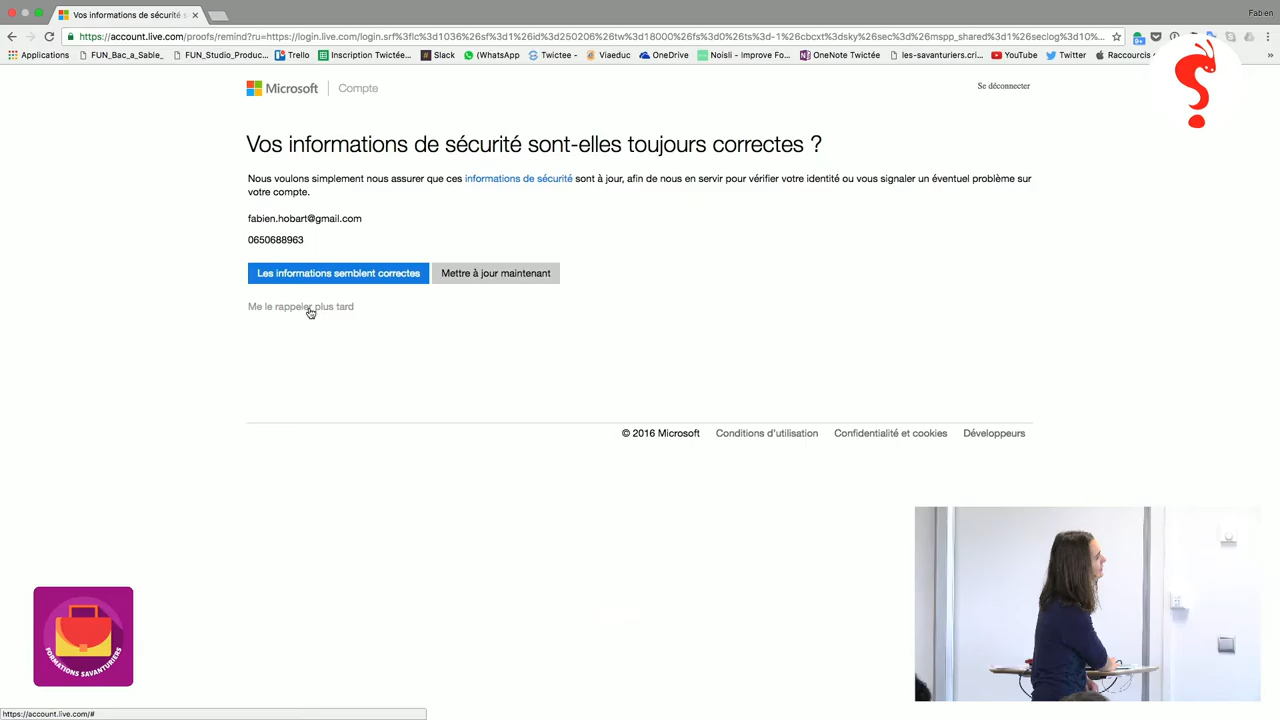 Vos informations de sécurité s
Fabien
https://account.live.com/proofs/remind?ru=https://login.live.com/login.srf%3flc%3d1036%26sf%3d1%26id%3d250206%26tw%3d18000%26fs%3d0%26ts%3d-1%26cbcxt%3dsky%26sec%3d%26mspp_shared%3d1%26seclog%3d10%...
Applications FUN_Bac_a_Sable_ FUN_Studio_Produc... Trello Inscription Twictée... Slack (WhatsApp Twictee - Viaeduc OneDrive Noisli - Improve Fo... OneNote Twictée les-savanturiers.cri... YouTube Twitter Raccourcis »
Microsoft Compte
Se déconnecter
Vos informations de sécurité sont-elles toujours correctes ?
Nous voulons simplement nous assurer que ces informations de sécurité sont à jour, afin de nous en servir pour vérifier votre identité ou vous signaler un éventuel problème sur
votre compte.
fabien.hobart@gmail.com
0650688963
Les informations semblent correctes Mettre à jour maintenant
Me le rappeler plus tard
© 2016 Microsoft Conditions d'utilisation Confidentialité et cookies Développeurs
FORMATIONS SAVANTURIERS
https://account.live.com/#